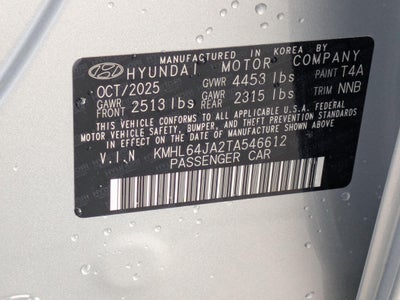 MANUFACTURED IN KOREA BY
HYUNDAI MOTOR COMPANY
OCT/2025 GVWR 4453 lbs PAINT T4A
GAWR FRONT 2513 lbs GAWR REAR 2315 lbs TRIM NNB
THIS VEHICLE CONFORMS TO ALL APPLICABLE U.S.A. FEDERAL
MOTOR VEHICLE SAFETY, BUMPER, AND THEFT PREVENTION STANDARDS
IN EFFECT ON THE DATE OF MANUFACTURE SHOWN ABOVE.
V.I.N KMHL64JA2TA546612
PASSENGER CAR